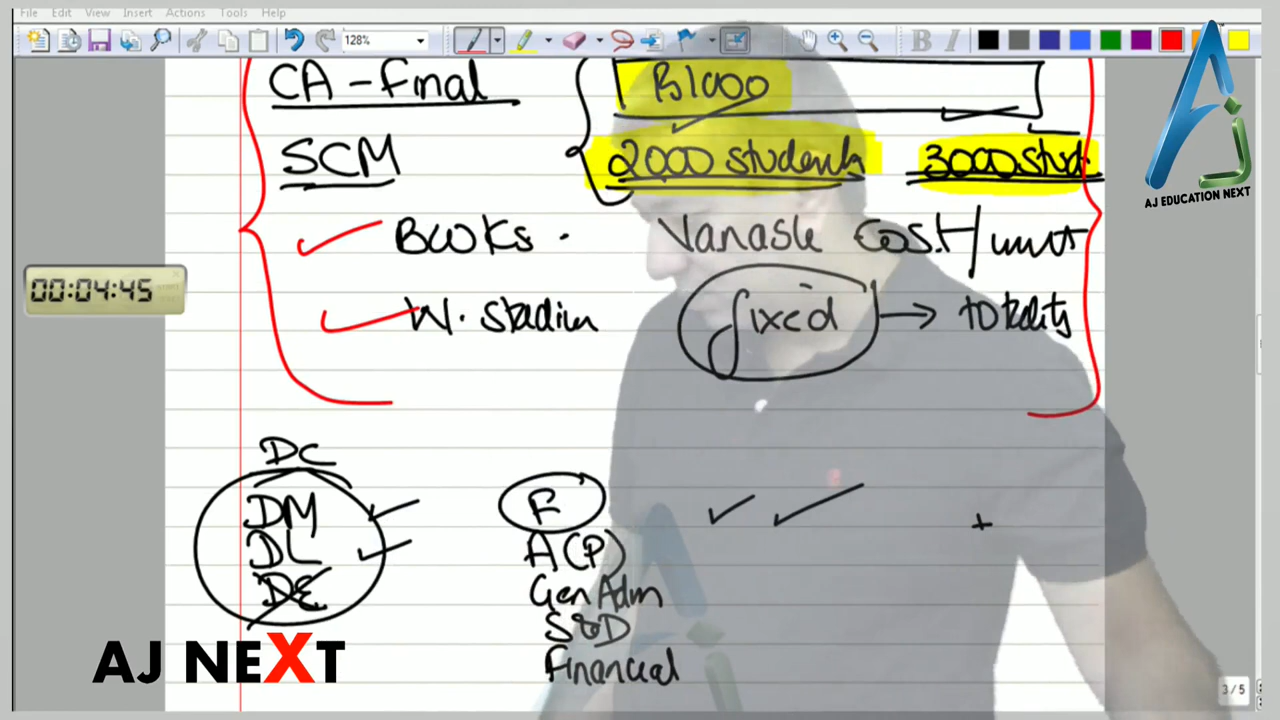 File Edit View Insert Actions Tools Help
128%
B I
CA - Final B1000
SCM 2000 students 3000 stud
AJ EDUCATION NEXT
Books. Variable Cost/unit
00:04:45
W. Stadium fixed → totality
DC
DM F
DL A(P)
DE Gen Adm
S&D
Financial
AJ NEXT
3/5